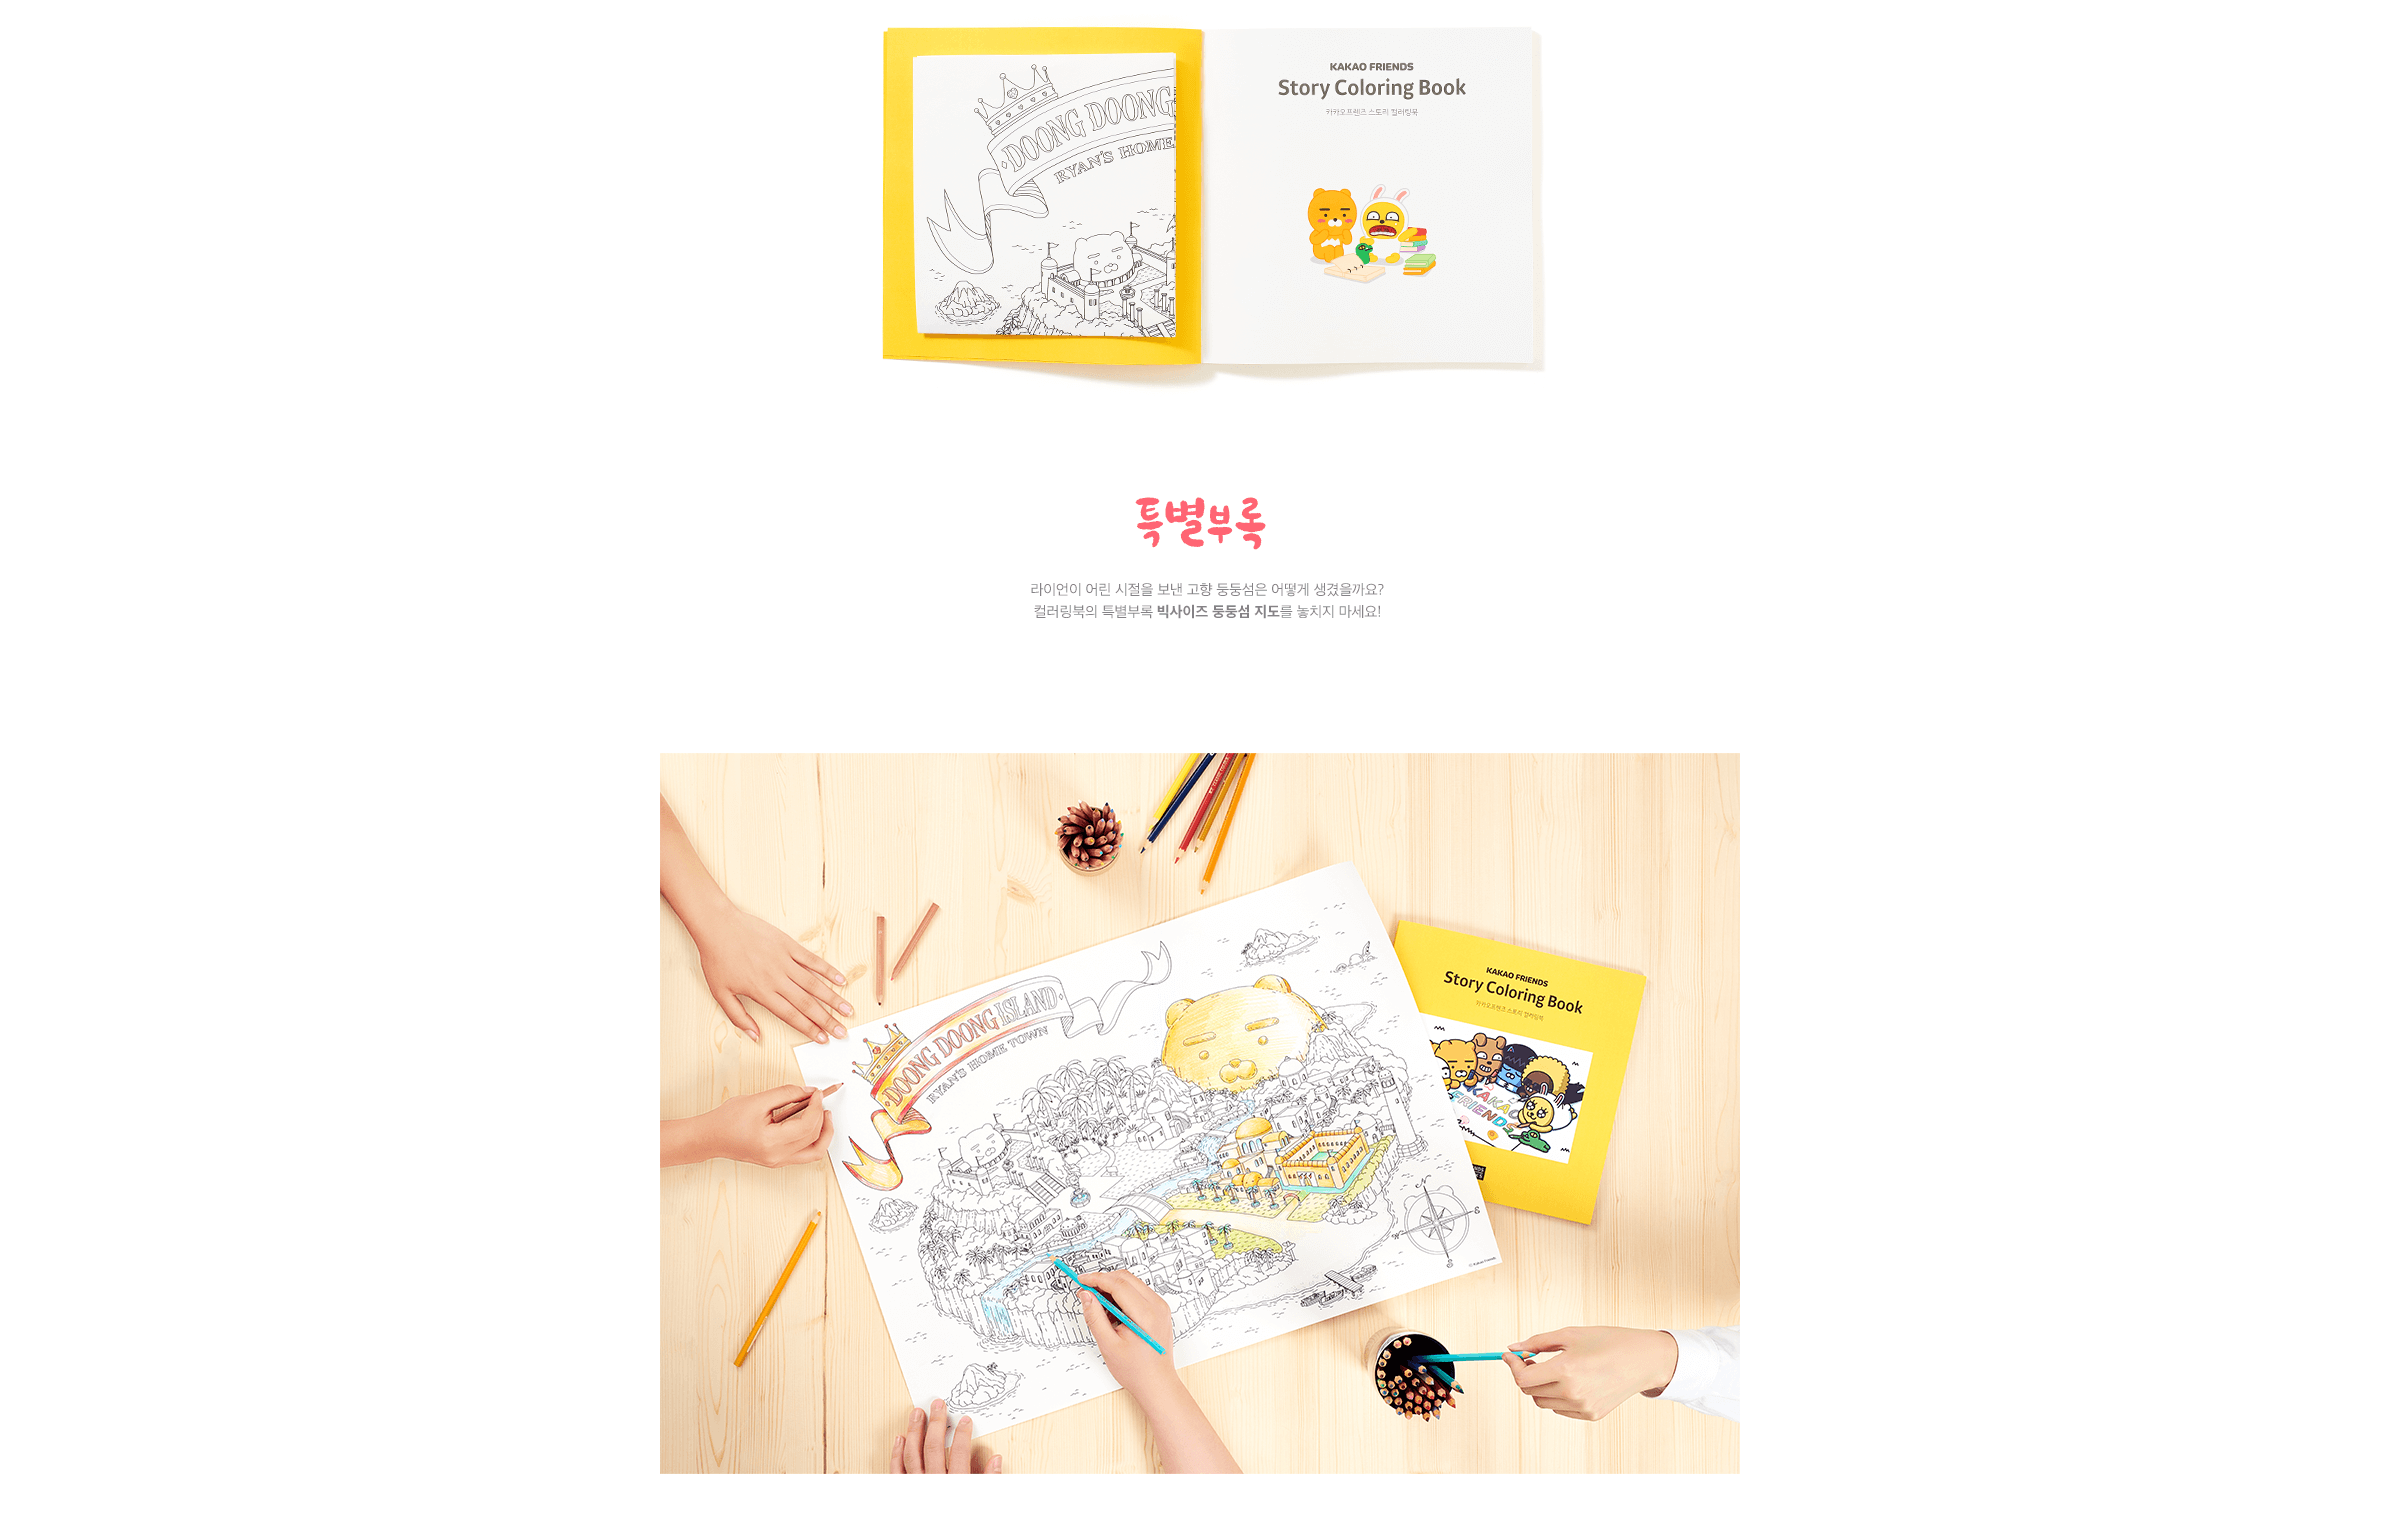 KAKAO FRIENDS
Story Coloring Book
카카오프렌즈 스토리 컬러링북
DOONG DOONG
RYAN'S HOME
특별부록
라이언이 어린 시절을 보낸 고향 둥둥섬은 어떻게 생겼을까요?
컬러링북의 특별부록 빅사이즈 둥둥섬 지도를 놓치지 마세요!
DOONG DOONG ISLAND
RYAN'S HOME TOWN
KAKAO FRIENDS
Story Coloring Book
카카오프렌즈 스토리 컬러링북
KAKAO
FRIENDS
N
E
W
S
© Kakao Friends